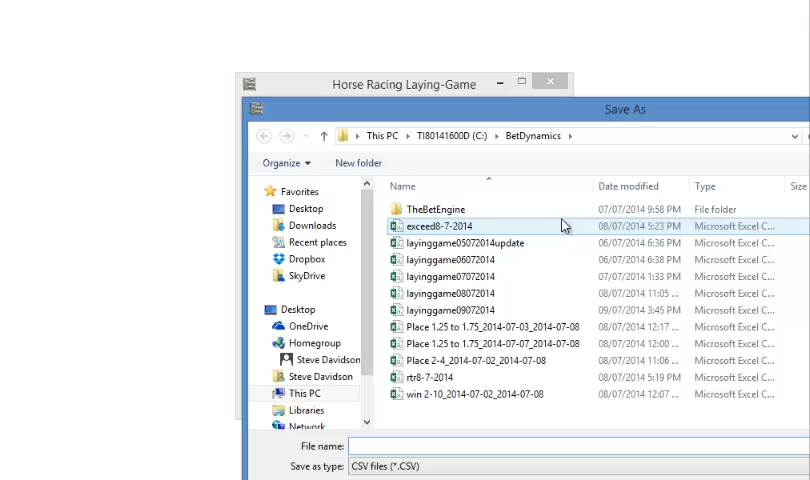 Horse Racing Laying-Game
Save As
This PC TI80141600D (C:) BetDynamics
Organize New folder
Name Date modified Type Size
Favorites
Desktop
Downloads
Recent places
Dropbox
SkyDrive
Desktop
OneDrive
Homegroup
Steve Davidson
Steve Davidson
This PC
Libraries
Network
TheBetEngine 07/07/2014 9:58 PM File folder
exceed8-7-2014 08/07/2014 5:23 PM Microsoft Excel C...
layinggame05072014update 06/07/2014 6:36 PM Microsoft Excel C...
layinggame06072014 06/07/2014 6:38 PM Microsoft Excel C...
layinggame07072014 07/07/2014 1:33 PM Microsoft Excel C...
layinggame08072014 08/07/2014 11:05 ... Microsoft Excel C...
layinggame09072014 09/07/2014 3:45 PM Microsoft Excel C...
Place 1.25 to 1.75_2014-07-03_2014-07-08 08/07/2014 12:17 ... Microsoft Excel C...
Place 1.25 to 1.75_2014-07-07_2014-07-08 08/07/2014 12:00 ... Microsoft Excel C...
Place 2-4_2014-07-02_2014-07-08 08/07/2014 11:06 ... Microsoft Excel C...
rtr8-7-2014 08/07/2014 5:19 PM Microsoft Excel C...
win 2-10_2014-07-02_2014-07-08 08/07/2014 12:07 ... Microsoft Excel C...
File name:
Save as type: CSV files (*.CSV)